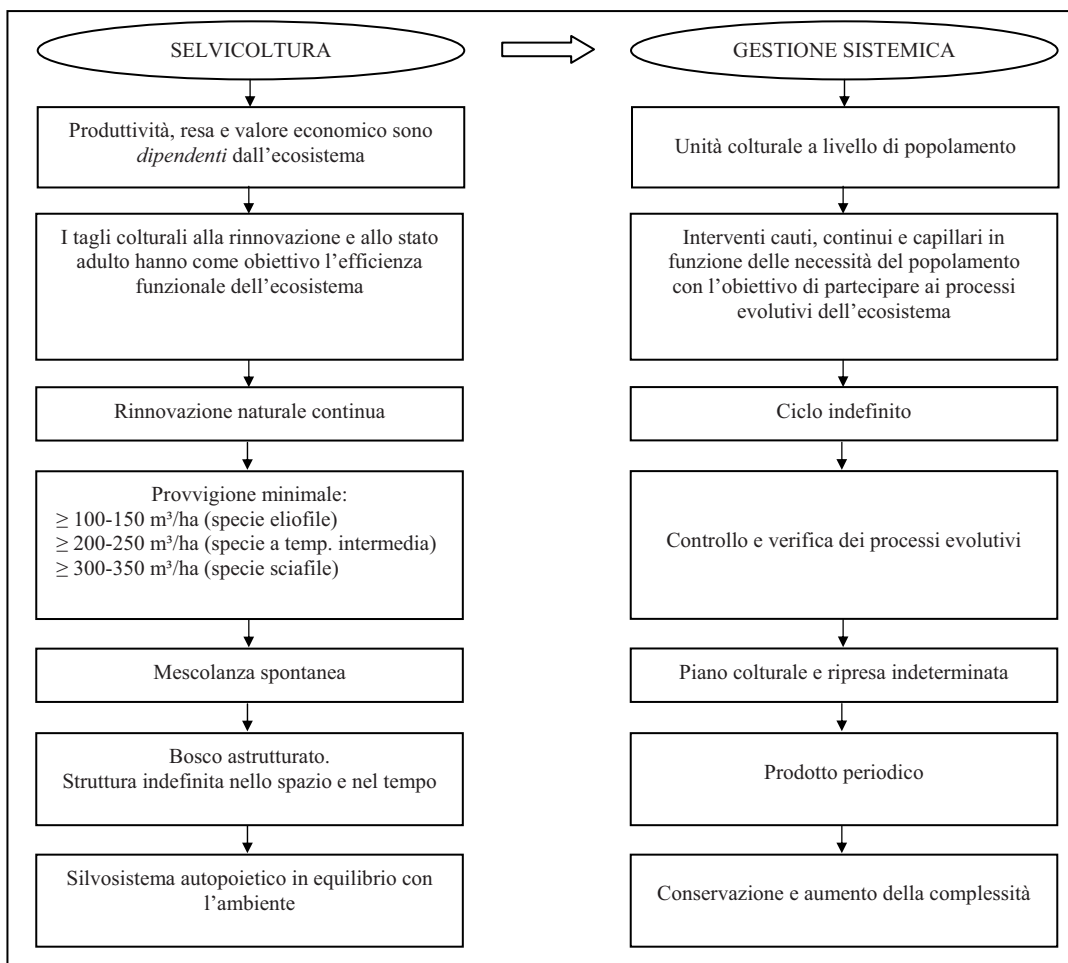 SELVICOLTURA
Produttività, resa e valore economico sono
dipendenti dall’ecosistema
I tagli colturali alla rinnovazione e allo stato
adulto hanno come obiettivo l’efficienza
funzionale dell’ecosistema
Rinnovazione naturale continua
Provvigione minimale:
≥ 100-150 m³/ha (specie eliofile)
≥ 200-250 m³/ha (specie a temp. intermedia)
≥ 300-350 m³/ha (specie sciafile)
Mescolanza spontanea
Bosco astrutturato.
Struttura indefinita nello spazio e nel tempo
Silvosistema autopoietico in equilibrio con
l’ambiente
GESTIONE SISTEMICA
Unità colturale a livello di popolamento
Interventi cauti, continui e capillari in
funzione delle necessità del popolamento
con l’obiettivo di partecipare ai processi
evolutivi dell’ecosistema
Ciclo indefinito
Controllo e verifica dei processi evolutivi
Piano colturale e ripresa indeterminata
Prodotto periodico
Conservazione e aumento della complessità